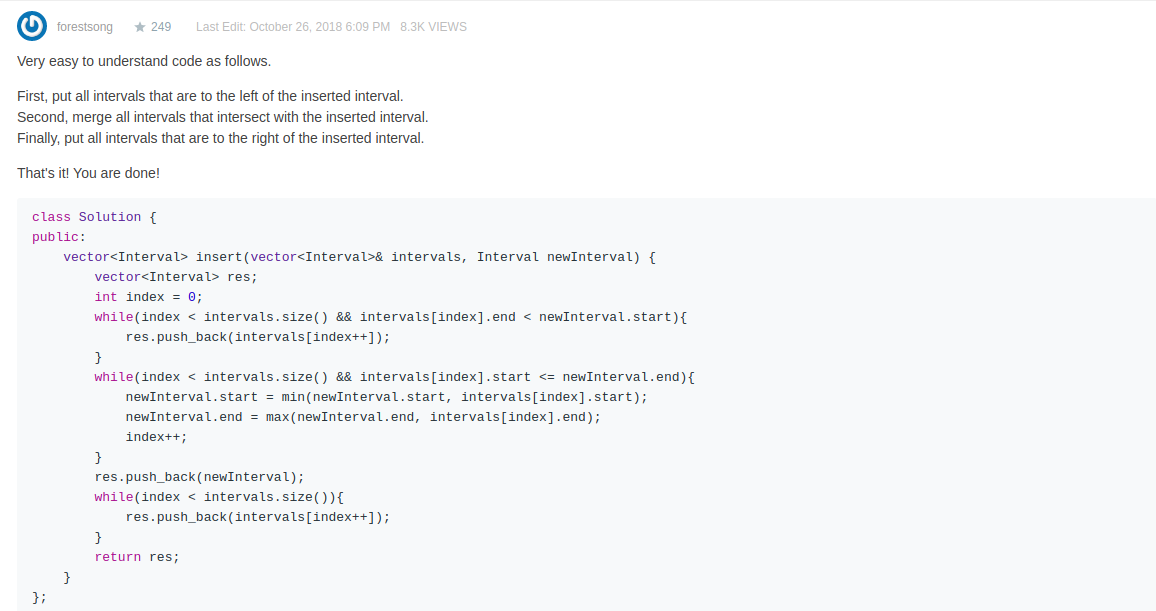 forestsong ★ 249 Last Edit: October 26, 2018 6:09 PM 8.3K VIEWS
Very easy to understand code as follows.
First, put all intervals that are to the left of the inserted interval.
Second, merge all intervals that intersect with the inserted interval.
Finally, put all intervals that are to the right of the inserted interval.
That's it! You are done!
class Solution {
public:
    vector<Interval> insert(vector<Interval>& intervals, Interval newInterval) {
        vector<Interval> res;
        int index = 0;
        while(index < intervals.size() && intervals[index].end < newInterval.start){
            res.push_back(intervals[index++]);
        }
        while(index < intervals.size() && intervals[index].start <= newInterval.end){
            newInterval.start = min(newInterval.start, intervals[index].start);
            newInterval.end = max(newInterval.end, intervals[index].end);
            index++;
        }
        res.push_back(newInterval);
        while(index < intervals.size()){
            res.push_back(intervals[index++]);
        }
        return res;
    }
};